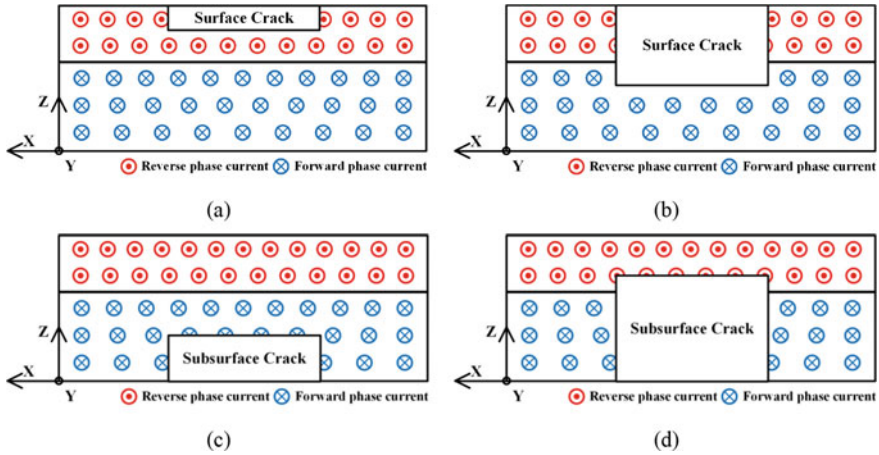 Surface Crack
Z
X
Y
Reverse phase current Forward phase current
(a)
Surface Crack
Z
X
Y
Reverse phase current Forward phase current
(b)
Z
Subsurface Crack
X
Y
Reverse phase current Forward phase current
(c)
Subsurface Crack
Z
X
Y
Reverse phase current Forward phase current
(d)